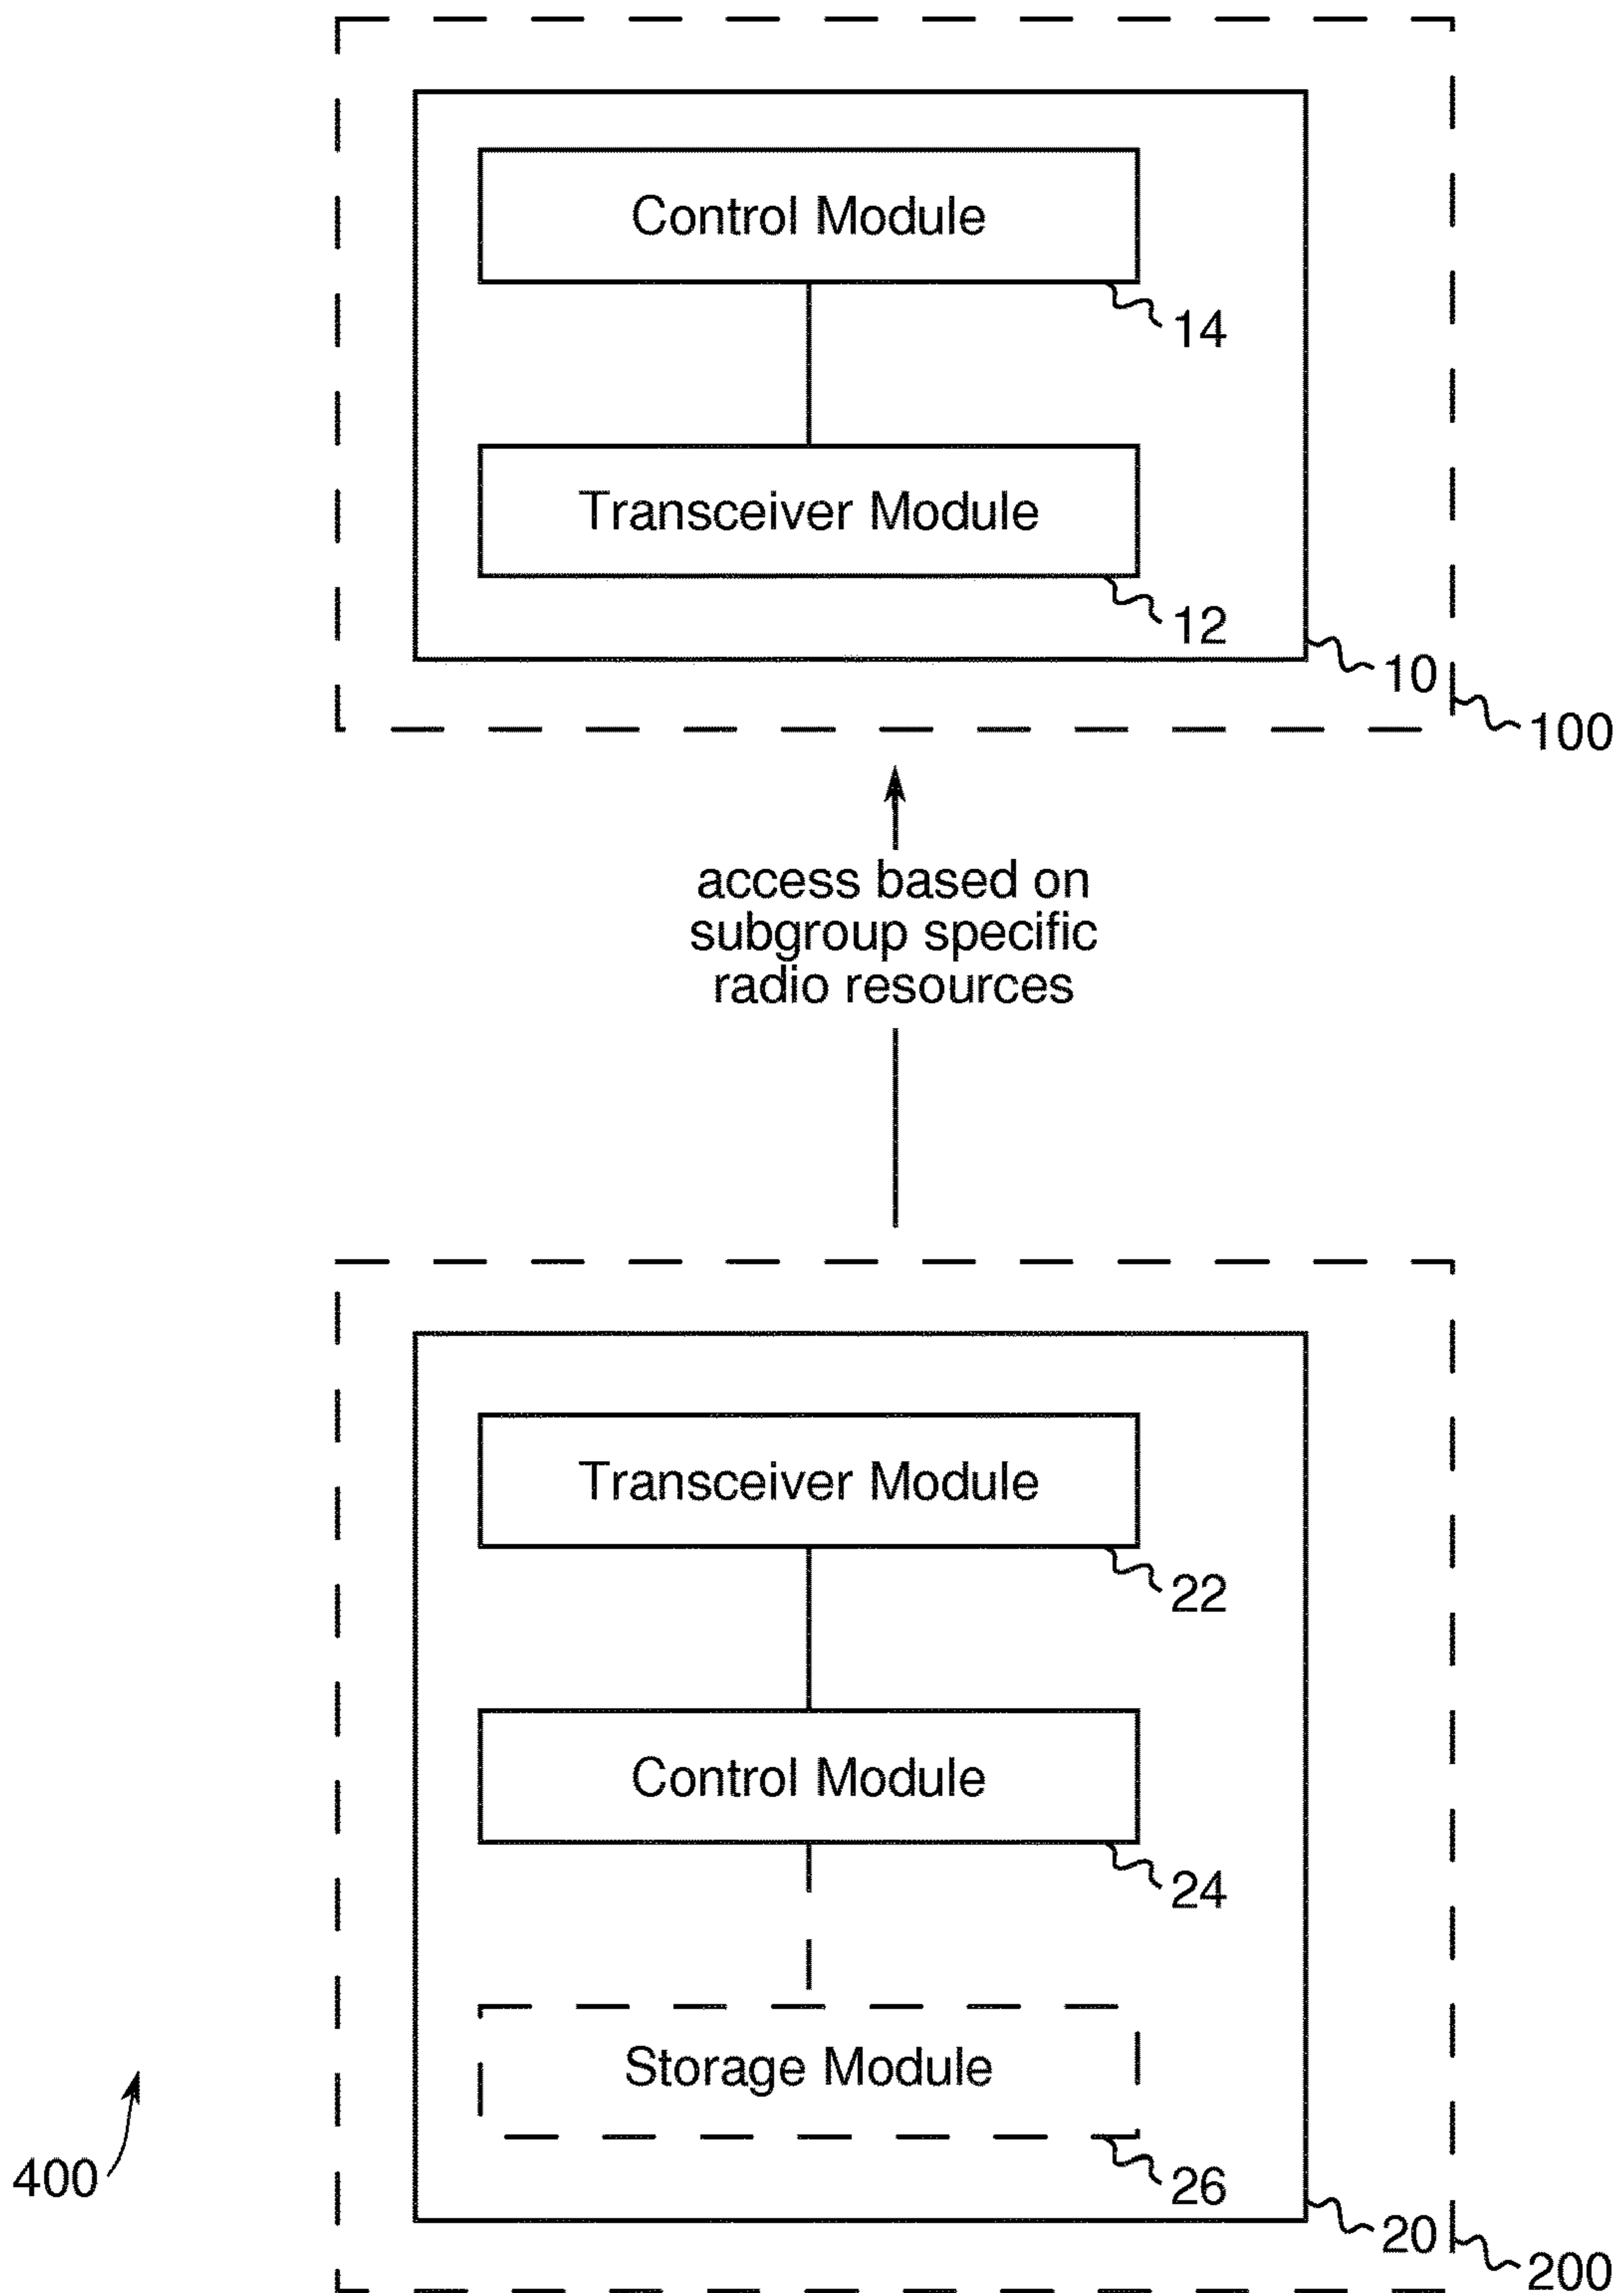 Control Module
14
Transceiver Module
12
10
100
access based on
subgroup specific
radio resources
Transceiver Module
22
Control Module
24
Storage Module
26
400
20
200